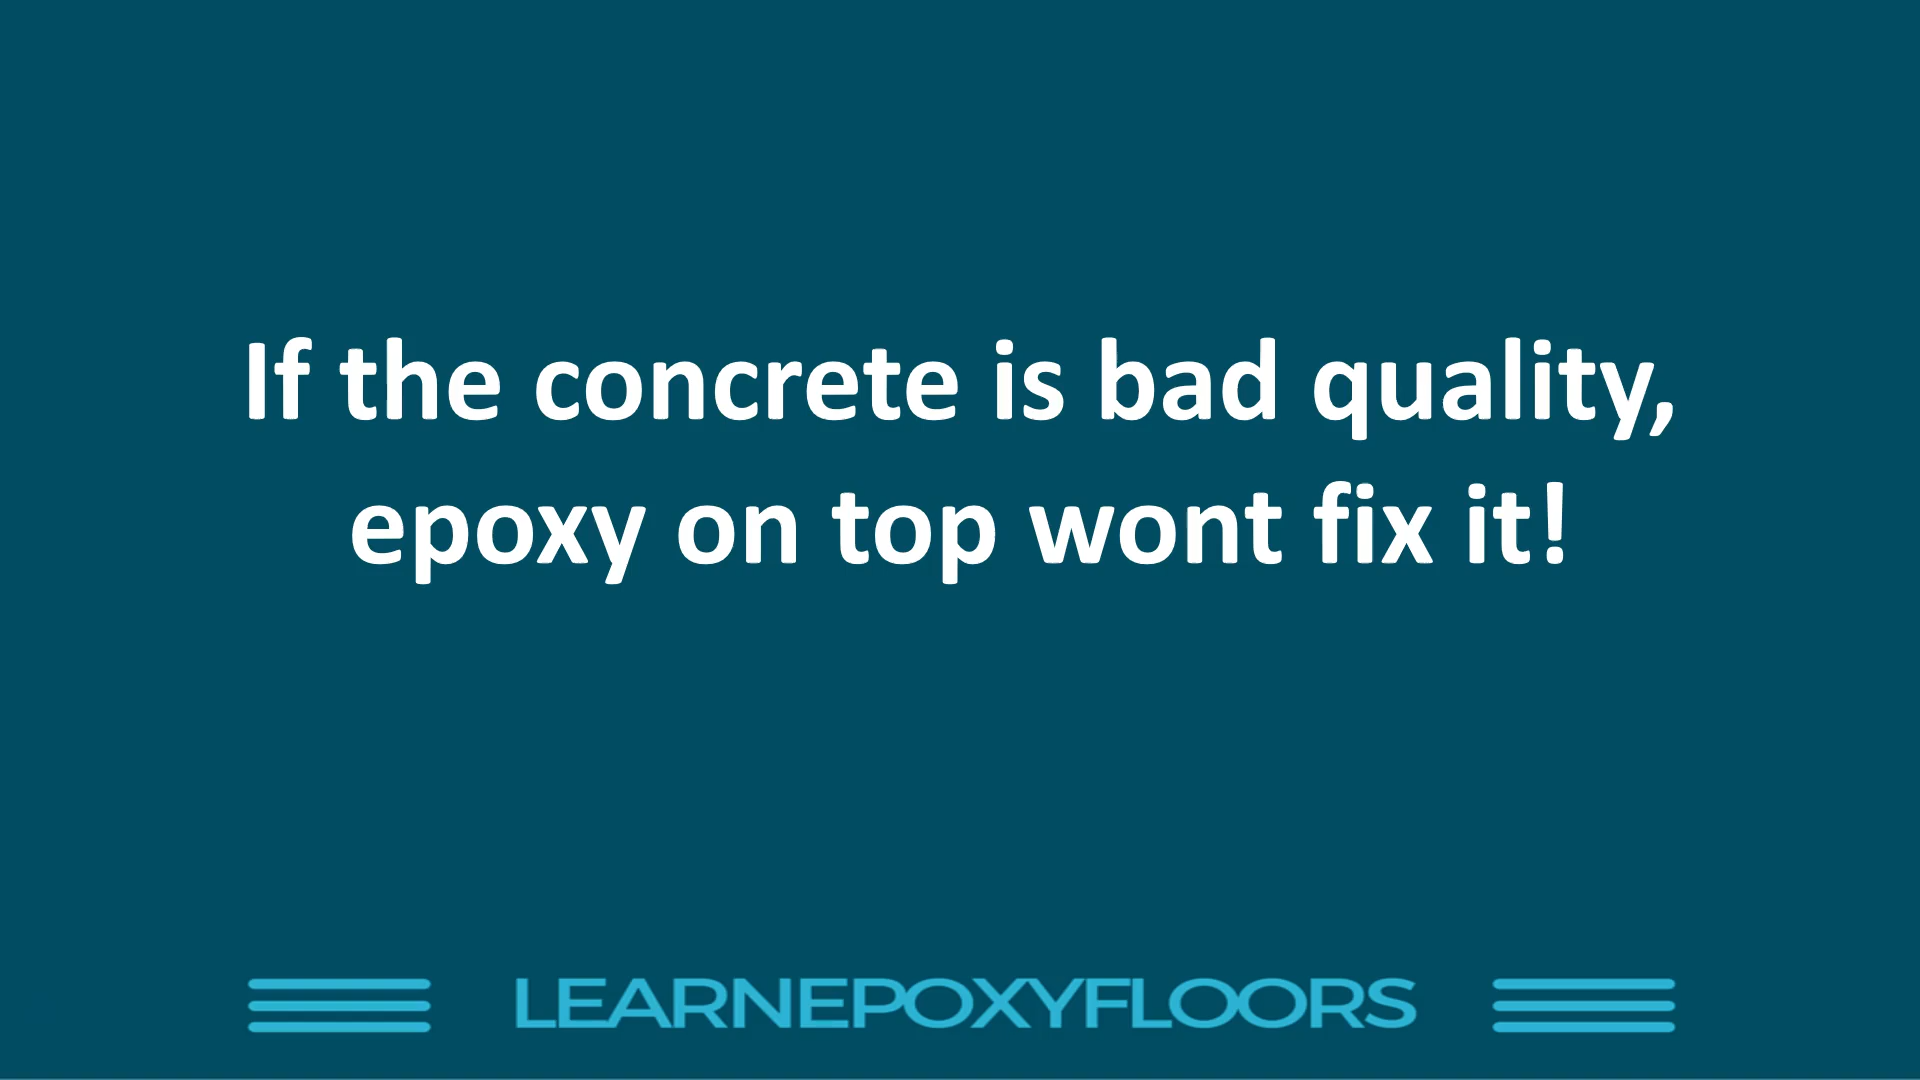 If the concrete is bad quality,
epoxy on top wont fix it!
LEARNEPOXYFLOORS